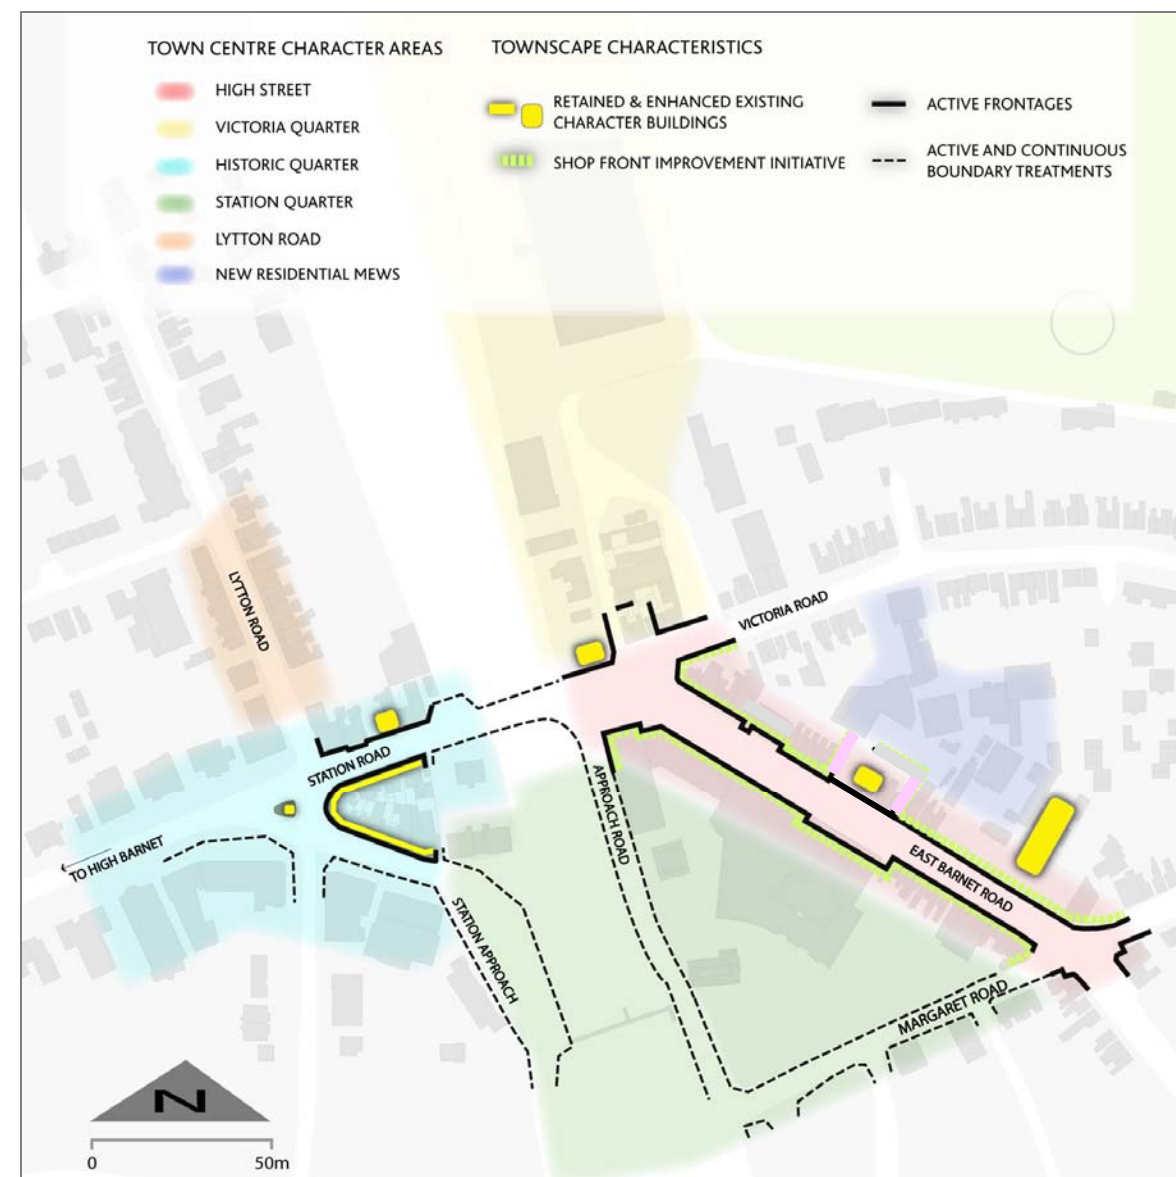 TOWN CENTRE CHARACTER AREAS
HIGH STREET
VICTORIA QUARTER
HISTORIC QUARTER
STATION QUARTER
LYTTON ROAD
NEW RESIDENTIAL MEWS
TOWNSCAPE CHARACTERISTICS
RETAINED & ENHANCED EXISTING
CHARACTER BUILDINGS
SHOP FRONT IMPROVEMENT INITIATIVE
ACTIVE FRONTAGES
ACTIVE AND CONTINUOUS
BOUNDARY TREATMENTS
LYTTON ROAD
VICTORIA ROAD
STATION ROAD
APPROACH ROAD
TO HIGH BARNET
EAST BARNET ROAD
STATION APPROACH
MARGARET ROAD
N
0 50m